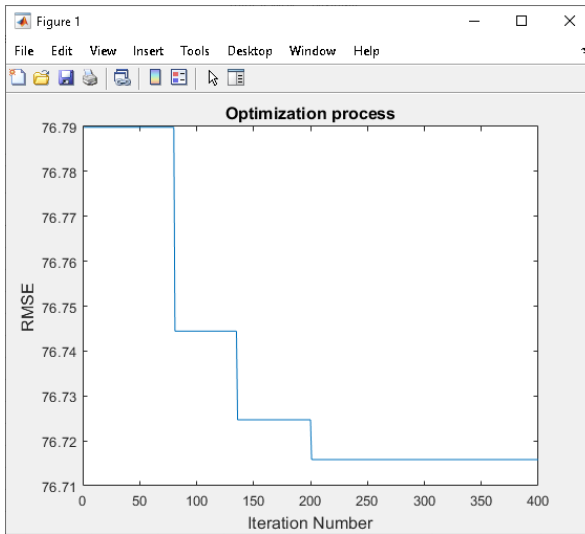 Figure 1
File Edit View Insert Tools Desktop Window Help
Optimization process
76.79
76.78
76.77
76.76
76.75
76.74
76.73
76.72
76.71
RMSE
0 50 100 150 200 250 300 350 400
Iteration Number